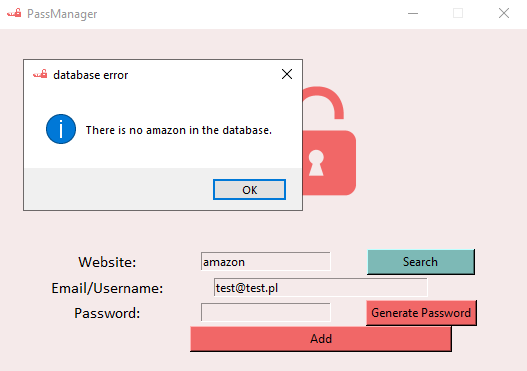 PassManager
database error
There is no amazon in the database.
OK
Website: amazon Search
Email/Username: test@test.pl
Password: Generate Password
Add